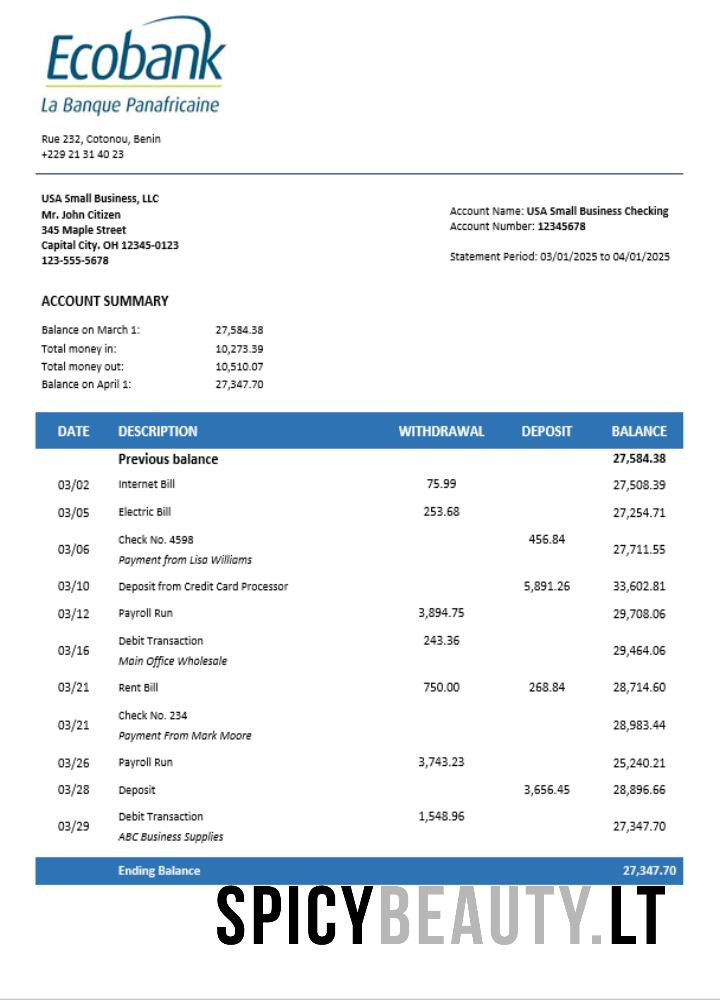 Ecobank
La Banque Panafricaine
Rue 232, Cotonou, Benin
+229 21 31 40 23
USA Small Business, LLC
Mr. John Citizen
345 Maple Street
Capital City. OH 12345-0123
123-555-5678
Account Name: USA Small Business Checking
Account Number: 12345678
Statement Period: 03/01/2025 to 04/01/2025
ACCOUNT SUMMARY
Balance on March 1: 27,584.38
Total money in: 10,273.39
Total money out: 10,510.07
Balance on April 1: 27,347.70
DATE DESCRIPTION WITHDRAWAL DEPOSIT BALANCE
Previous balance 27,584.38
03/02 Internet Bill 75.99 27,508.39
03/05 Electric Bill 253.68 27,254.71
03/06 Check No. 4598 456.84 27,711.55
Payment from Lisa Williams
03/10 Deposit from Credit Card Processor 5,891.26 33,602.81
03/12 Payroll Run 3,894.75 29,708.06
03/16 Debit Transaction 243.36 29,464.06
Main Office Wholesale
03/21 Rent Bill 750.00 268.84 28,714.60
03/21 Check No. 234 28,983.44
Payment From Mark Moore
03/26 Payroll Run 3,743.23 25,240.21
03/28 Deposit 3,656.45 28,896.66
03/29 Debit Transaction 1,548.96 27,347.70
ABC Business Supplies
Ending Balance 27,347.70
SPICYBEAUTY.LT